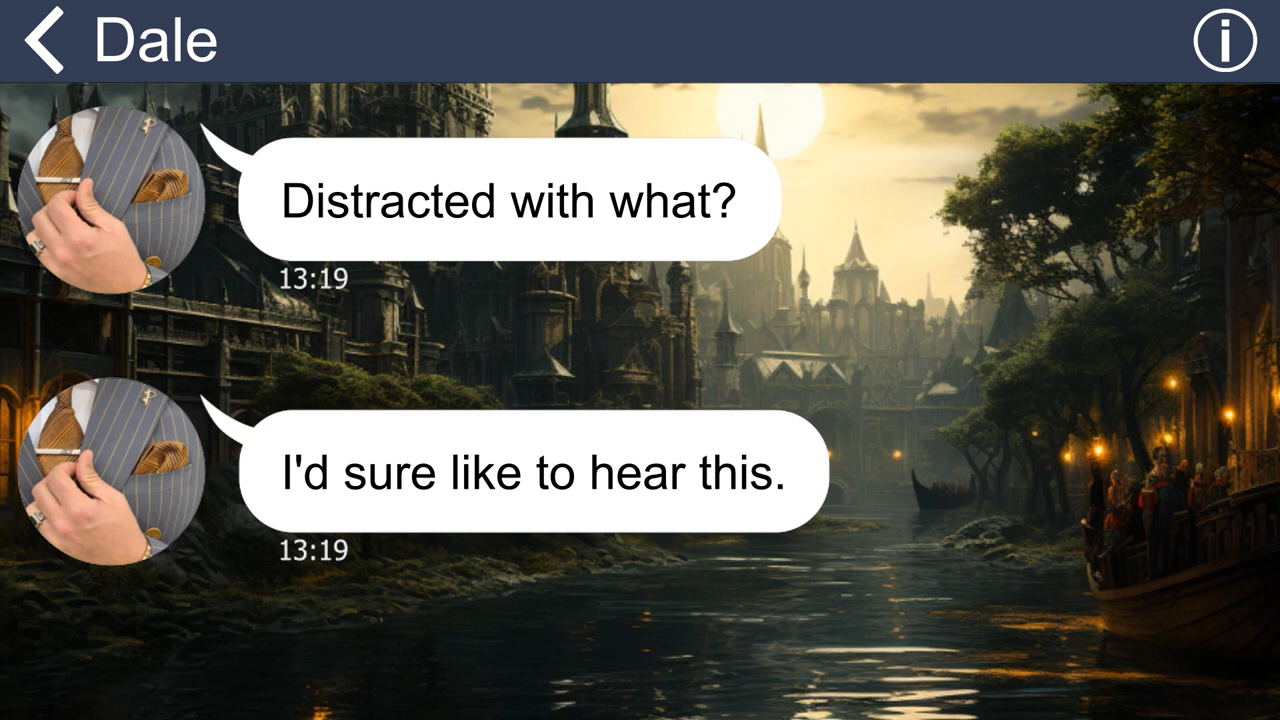 Dale
Distracted with what?
13:19
I'd sure like to hear this.
13:19